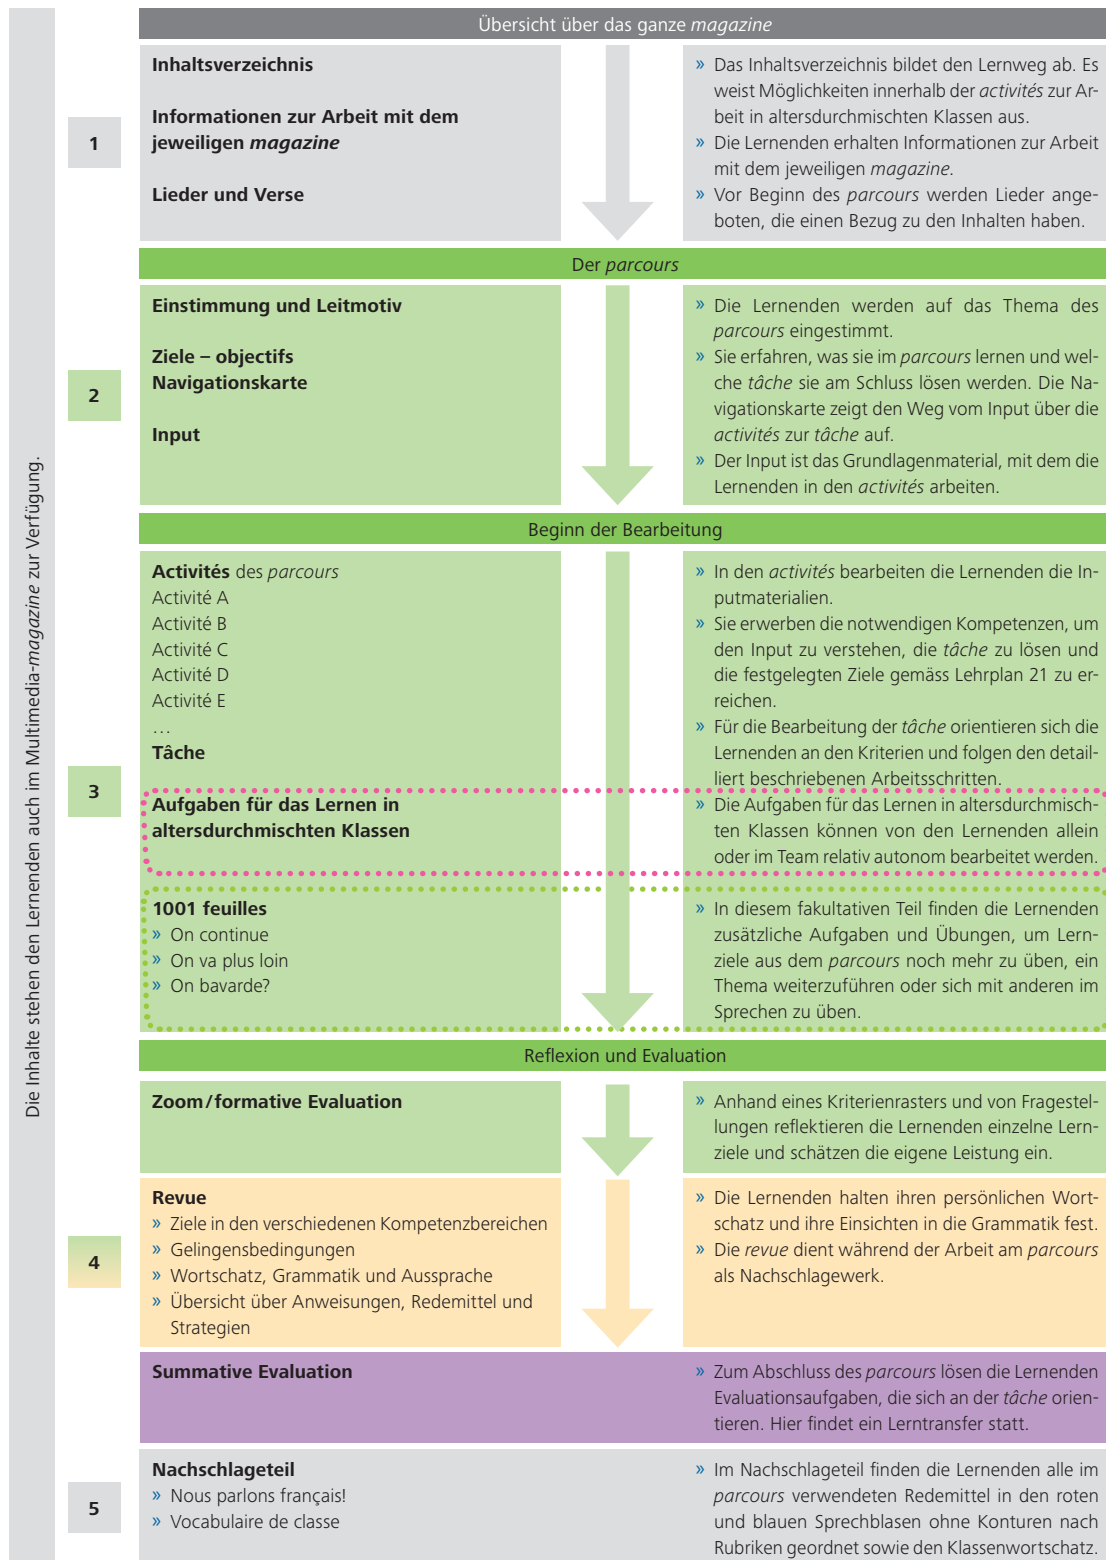 Übersicht über das ganze magazine
Die Inhalte stehen den Lernenden auch im Multimedia-magazine zur Verfügung.
1
Inhaltsverzeichnis
Informationen zur Arbeit mit dem
jeweiligen magazine
Lieder und Verse
» Das Inhaltsverzeichnis bildet den Lernweg ab. Es
weist Möglichkeiten innerhalb der activités zur Ar-
beit in altersdurchmischten Klassen aus.
» Die Lernenden erhalten Informationen zur Arbeit
mit dem jeweiligen magazine.
» Vor Beginn des parcours werden Lieder ange-
boten, die einen Bezug zu den Inhalten haben.
Der parcours
2
Einstimmung und Leitmotiv
Ziele – objectifs
Navigationskarte
Input
» Die Lernenden werden auf das Thema des
parcours eingestimmt.
» Sie erfahren, was sie im parcours lernen und wel-
che tâche sie am Schluss lösen werden. Die Na-
vigationskarte zeigt den Weg vom Input über die
activités zur tâche auf.
» Der Input ist das Grundlagenmaterial, mit dem die
Lernenden in den activités arbeiten.
Beginn der Bearbeitung
3
Activités des parcours
Activité A
Activité B
Activité C
Activité D
Activité E
…
Tâche
» In den activités bearbeiten die Lernenden die In-
putmaterialien.
» Sie erwerben die notwendigen Kompetenzen, um
den Input zu verstehen, die tâche zu lösen und
die festgelegten Ziele gemäss Lehrplan 21 zu er-
reichen.
» Für die Bearbeitung der tâche orientieren sich die
Lernenden an den Kriterien und folgen den detail-
liert beschriebenen Arbeitsschritten.
Aufgaben für das Lernen in
altersdurchmischten Klassen
» Die Aufgaben für das Lernen in altersdurchmisch-
ten Klassen können von den Lernenden allein
oder im Team relativ autonom bearbeitet werden.
1001 feuilles
» On continue
» On va plus loin
» On bavarde?
» In diesem fakultativen Teil finden die Lernenden
zusätzliche Aufgaben und Übungen, um Lern-
ziele aus dem parcours noch mehr zu üben, ein
Thema weiterzuführen oder sich mit anderen im
Sprechen zu üben.
Reflexion und Evaluation
4
Zoom/formative Evaluation
» Anhand eines Kriterienrasters und von Fragestel-
lungen reflektieren die Lernenden einzelne Lern-
ziele und schätzen die eigene Leistung ein.
Revue
» Ziele in den verschiedenen Kompetenzbereichen
» Gelingensbedingungen
» Wortschatz, Grammatik und Aussprache
» Übersicht über Anweisungen, Redemittel und
Strategien
» Die Lernenden halten ihren persönlichen Wort-
schatz und ihre Einsichten in die Grammatik fest.
» Die revue dient während der Arbeit am parcours
als Nachschlagewerk.
Summative Evaluation
» Zum Abschluss des parcours lösen die Lernenden
Evaluationsaufgaben, die sich an der tâche orien-
tieren. Hier findet ein Lerntransfer statt.
5
Nachschlageteil
» Nous parlons français!
» Vocabulaire de classe
» Im Nachschlageteil finden die Lernenden alle im
parcours verwendeten Redemittel in den roten
und blauen Sprechblasen ohne Konturen nach
Rubriken geordnet sowie den Klassenwortschatz.